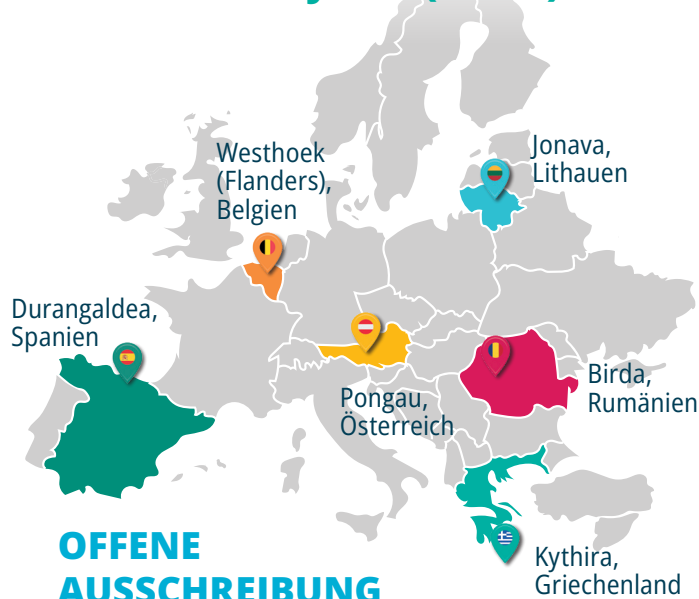 Westhoek
(Flanders),
Belgien
Jonava,
Lithauen
Durangaldea,
Spanien
Pongau,
Österreich
Birda,
Rumänien
Kythira,
Griechenland
OFFENE
AUSSCHREIBUNG